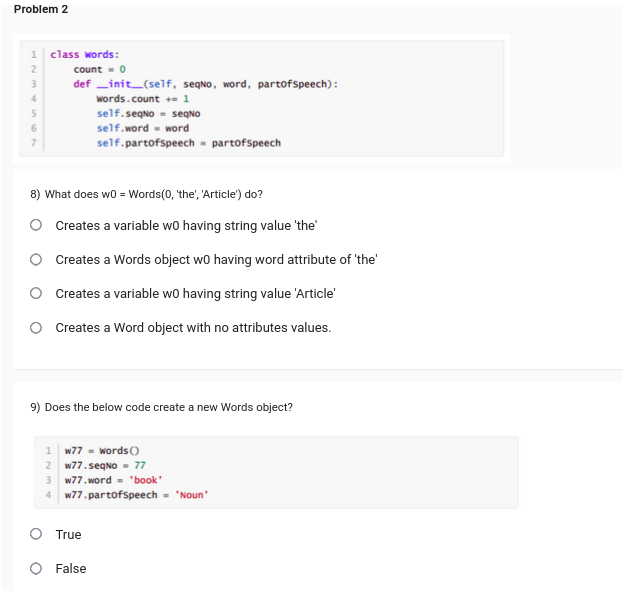 Problem 2
1 class Words:
2 count = 0
3 def __init__(self, seqNo, word, partOfSpeech):
4 Words.count += 1
5 self.seqNo = seqNo
6 self.word = word
7 self.partOfSpeech = partOfSpeech
8) What does w0 = Words(0, 'the', 'Article') do?
Creates a variable w0 having string value 'the'
Creates a Words object w0 having word attribute of 'the'
Creates a variable w0 having string value 'Article'
Creates a Word object with no attributes values.
9) Does the below code create a new Words object?
1 w77 = Words()
2 w77.seqNo = 77
3 w77.word = 'book'
4 w77.partOfSpeech = 'Noun'
True
False